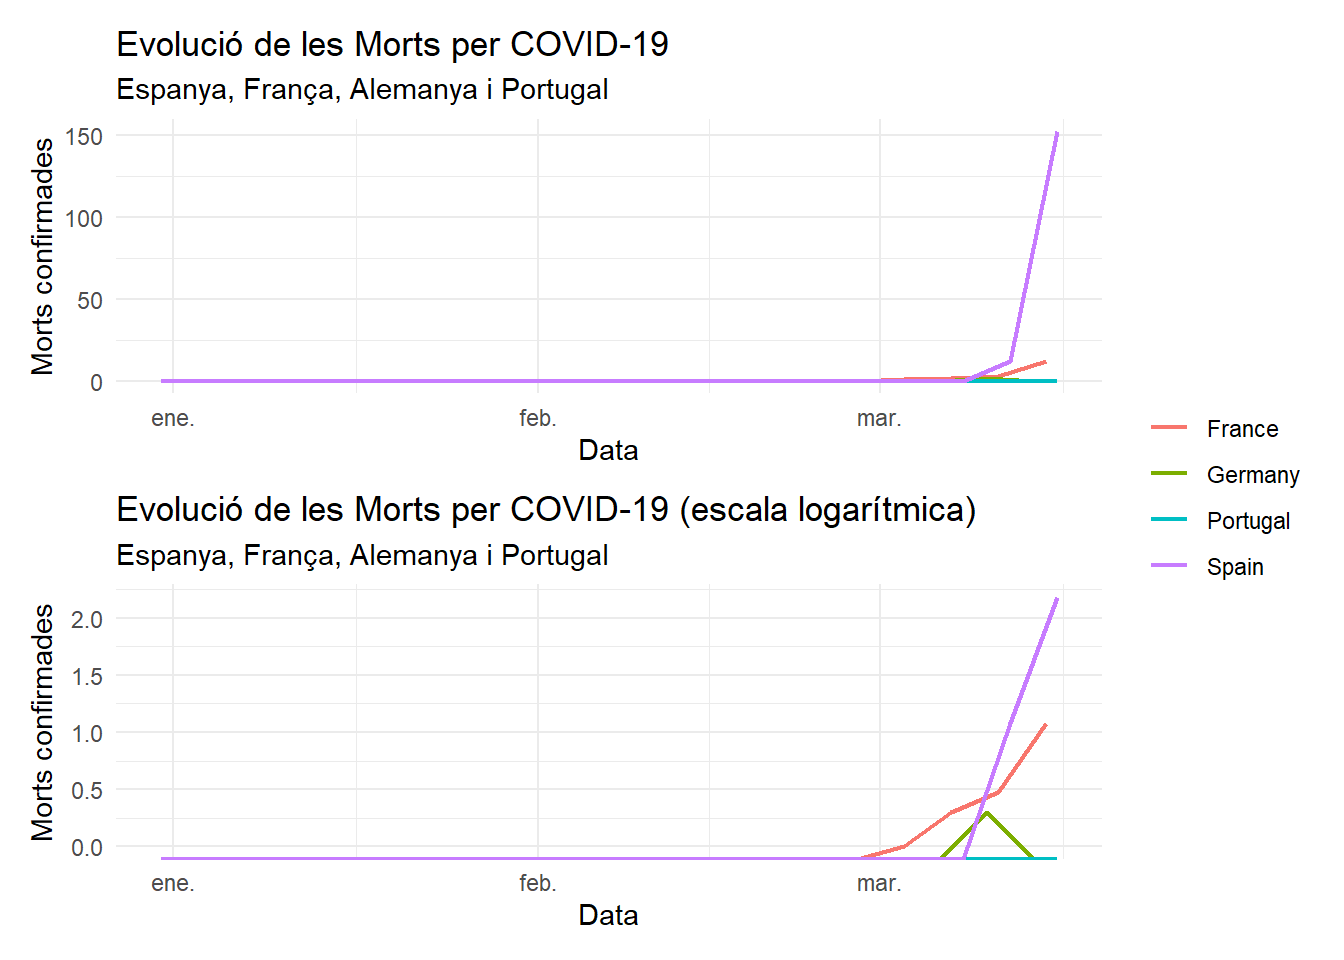 Evolució de les Morts per COVID-19
Espanya, França, Alemanya i Portugal
Morts confirmades
150
100
50
0
ene.
feb.
mar.
Data
France
Germany
Portugal
Spain
Evolució de les Morts per COVID-19 (escala logarítmica)
Espanya, França, Alemanya i Portugal
Morts confirmades
2.0
1.5
1.0
0.5
0.0
ene.
feb.
mar.
Data